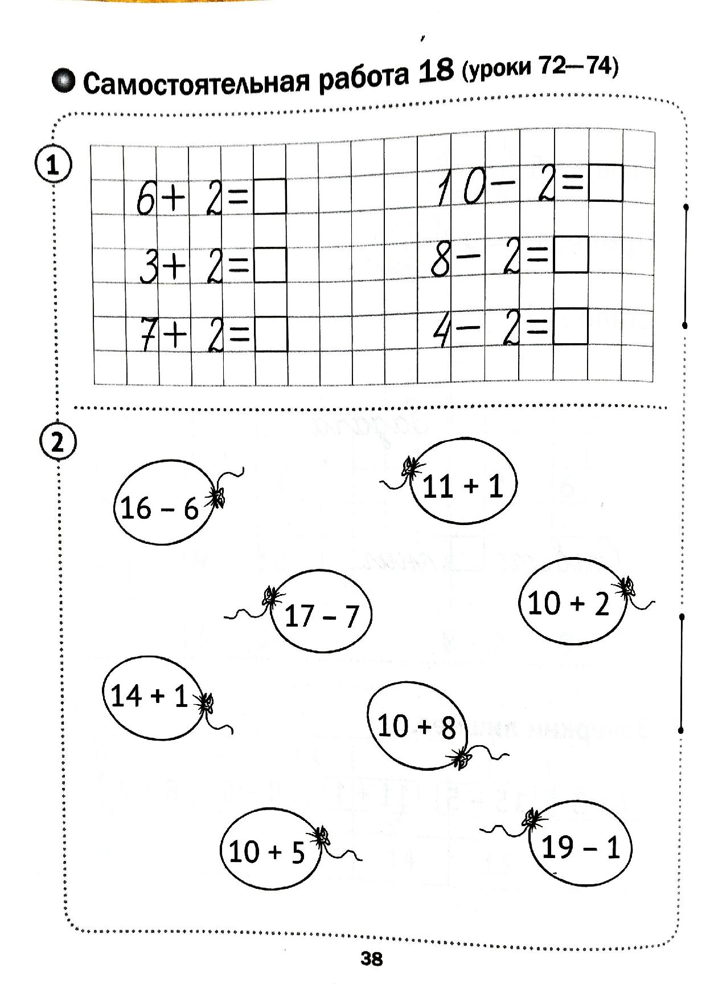 Самостоятельная работа 18 (уроки 72—74)
1
6 + 2 = 10 - 2 =
3 + 2 = 8 - 2 =
7 + 2 = 4 - 2 =
2
16 – 6
11 + 1
17 – 7
10 + 2
14 + 1
10 + 8
10 + 5
19 – 1
38